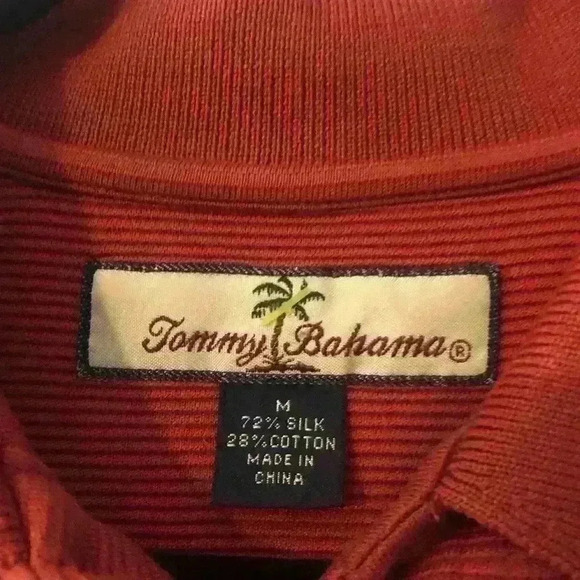 Tommy Bahama®
M
72% SILK
28% COTTON
MADE IN
CHINA